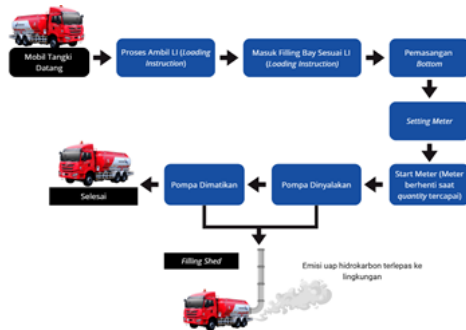 Mobil Tangki
Datang
Proses Ambil LI (Loading
Instruction)
Masuk Filling Bay Sesuai LI
(Loading Instruction)
Pemasangan
Bottom
Setting Meter
Start Meter (Meter
berhenti saat
quantity tercapai)
Pompa Dinyalakan
Pompa Dimatikan
Selesai
Filling Shed
Emisi uap hidrokarbon terlepas ke
lingkungan